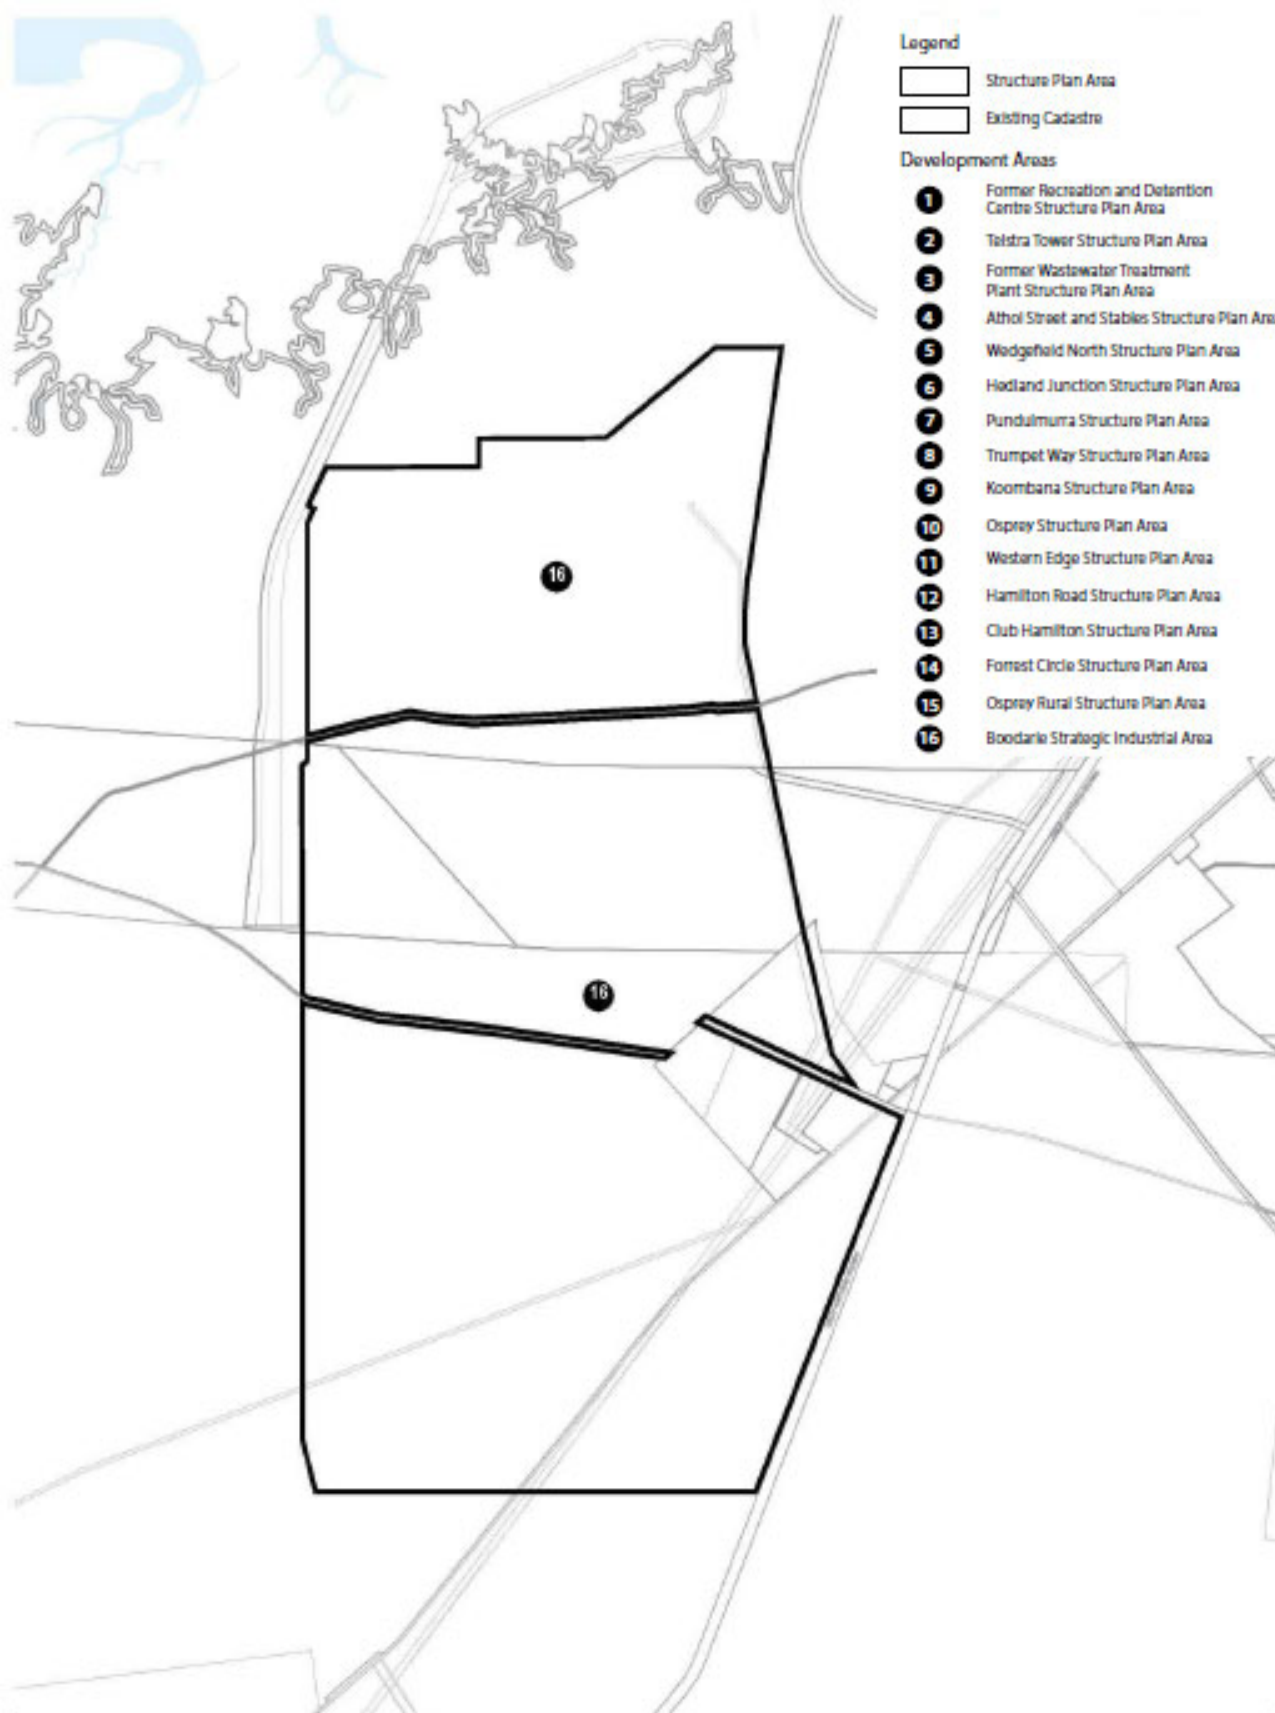 Legend
Structure Plan Area
Existing Cadastre
Development Areas
1 Former Recreation and Detention
Centre Structure Plan Area
2 Telstra Tower Structure Plan Area
3 Former Wastewater Treatment
Plant Structure Plan Area
4 Athol Street and Stables Structure Plan Are
5 Wedgefield North Structure Plan Area
6 Hedland Junction Structure Plan Area
7 Pundulmurra Structure Plan Area
8 Trumpet Way Structure Plan Area
9 Koombana Structure Plan Area
10 Osprey Structure Plan Area
11 Western Edge Structure Plan Area
12 Hamilton Road Structure Plan Area
13 Club Hamilton Structure Plan Area
14 Forrest Circle Structure Plan Area
15 Osprey Rural Structure Plan Area
16 Boodarie Strategic Industrial Area
16
16